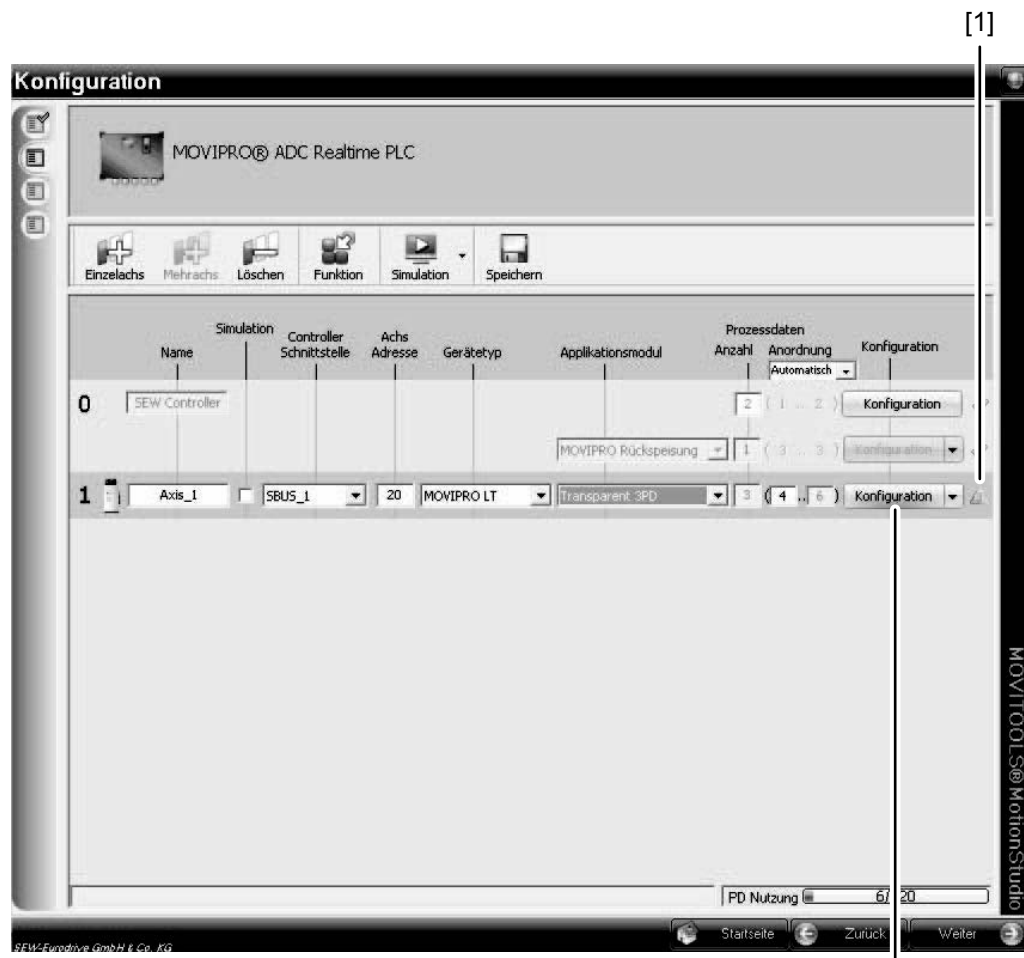 [1]
Konfiguration
MOVIPRO® ADC Realtime PLC
Einzelachs Mehrachs Löschen Funktion Simulation Speichern
Name Simulation Controller Schnittstelle Achs Adresse Gerätetyp Applikationsmodul Prozessdaten Anzahl Anordnung Konfiguration
Automatisch
0 SEW Controller 2 ( 1 .. 2 ) Konfiguration
MOVIPRO Rückspeisung 1 ( 3 .. 3 ) Konfiguration
1 Axis_1 SBUS_1 20 MOVIPRO LT Transparent 3PD 3 ( 4 .. 6 ) Konfiguration
PD Nutzung 6/ 20
Startseite Zurück Weiter
SEW-Eurodrive GmbH & Co. KG
MOVITOOLS®MotionStudio